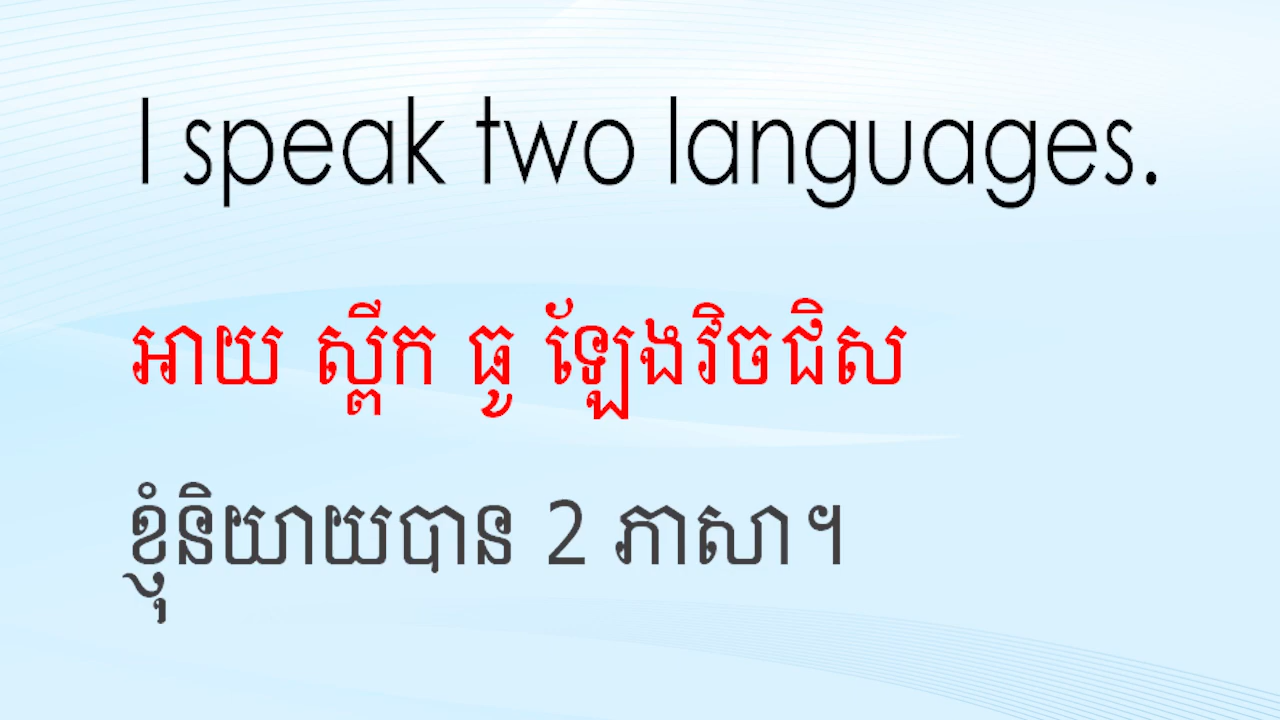 I speak two languages.
អាយ ស្ពីក ធូ ឡែងវិចជិស
ខ្ញុំនិយាយបាន 2 ភាសា។